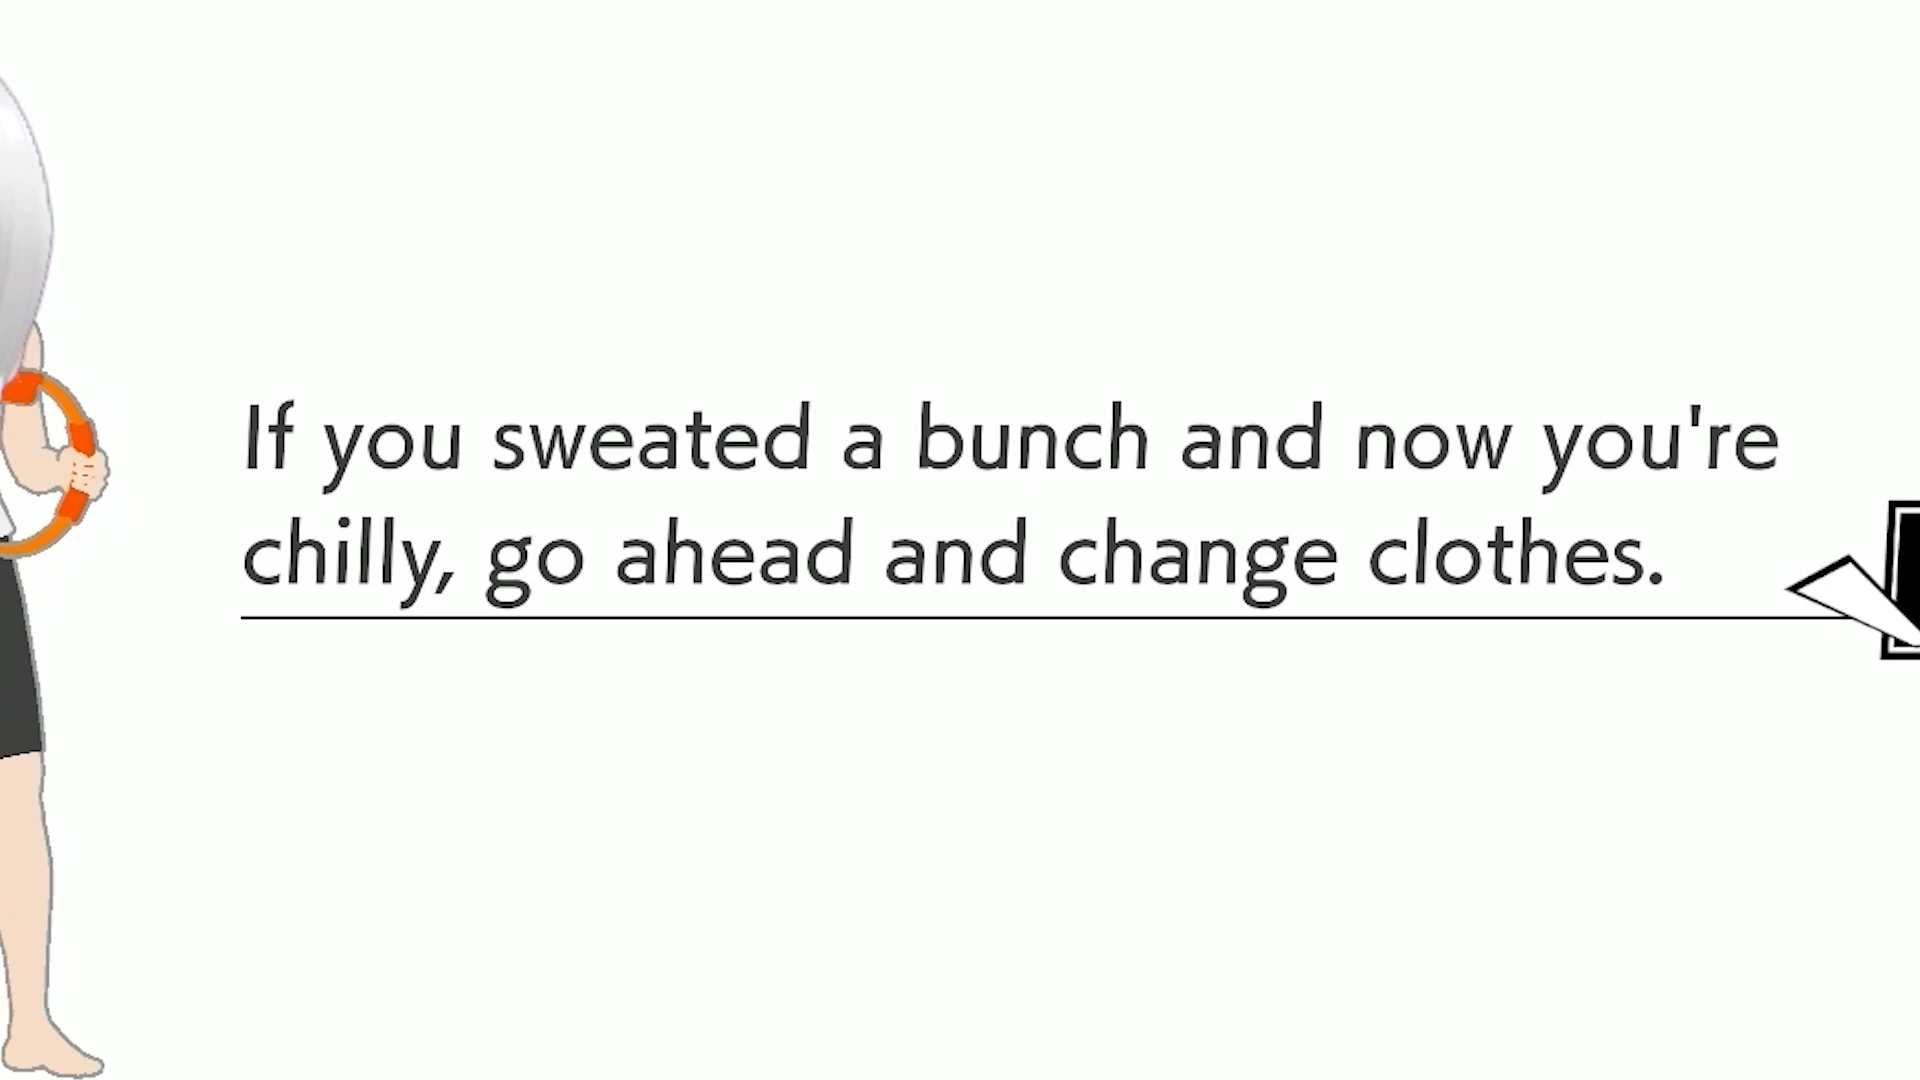 If you sweated a bunch and now you're
chilly, go ahead and change clothes.